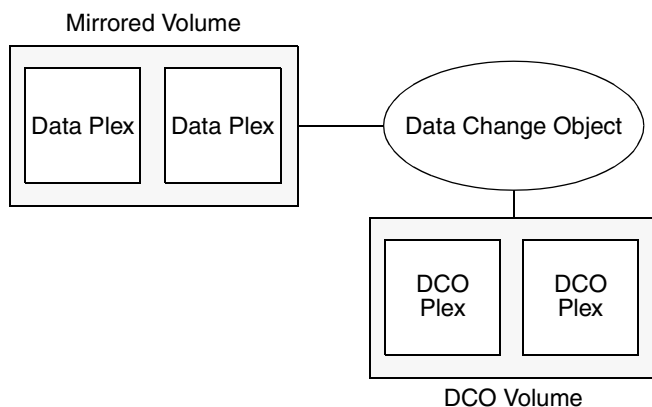 Mirrored Volume
Data Plex
Data Plex
Data Change Object
DCO
Plex
DCO
Plex
DCO Volume